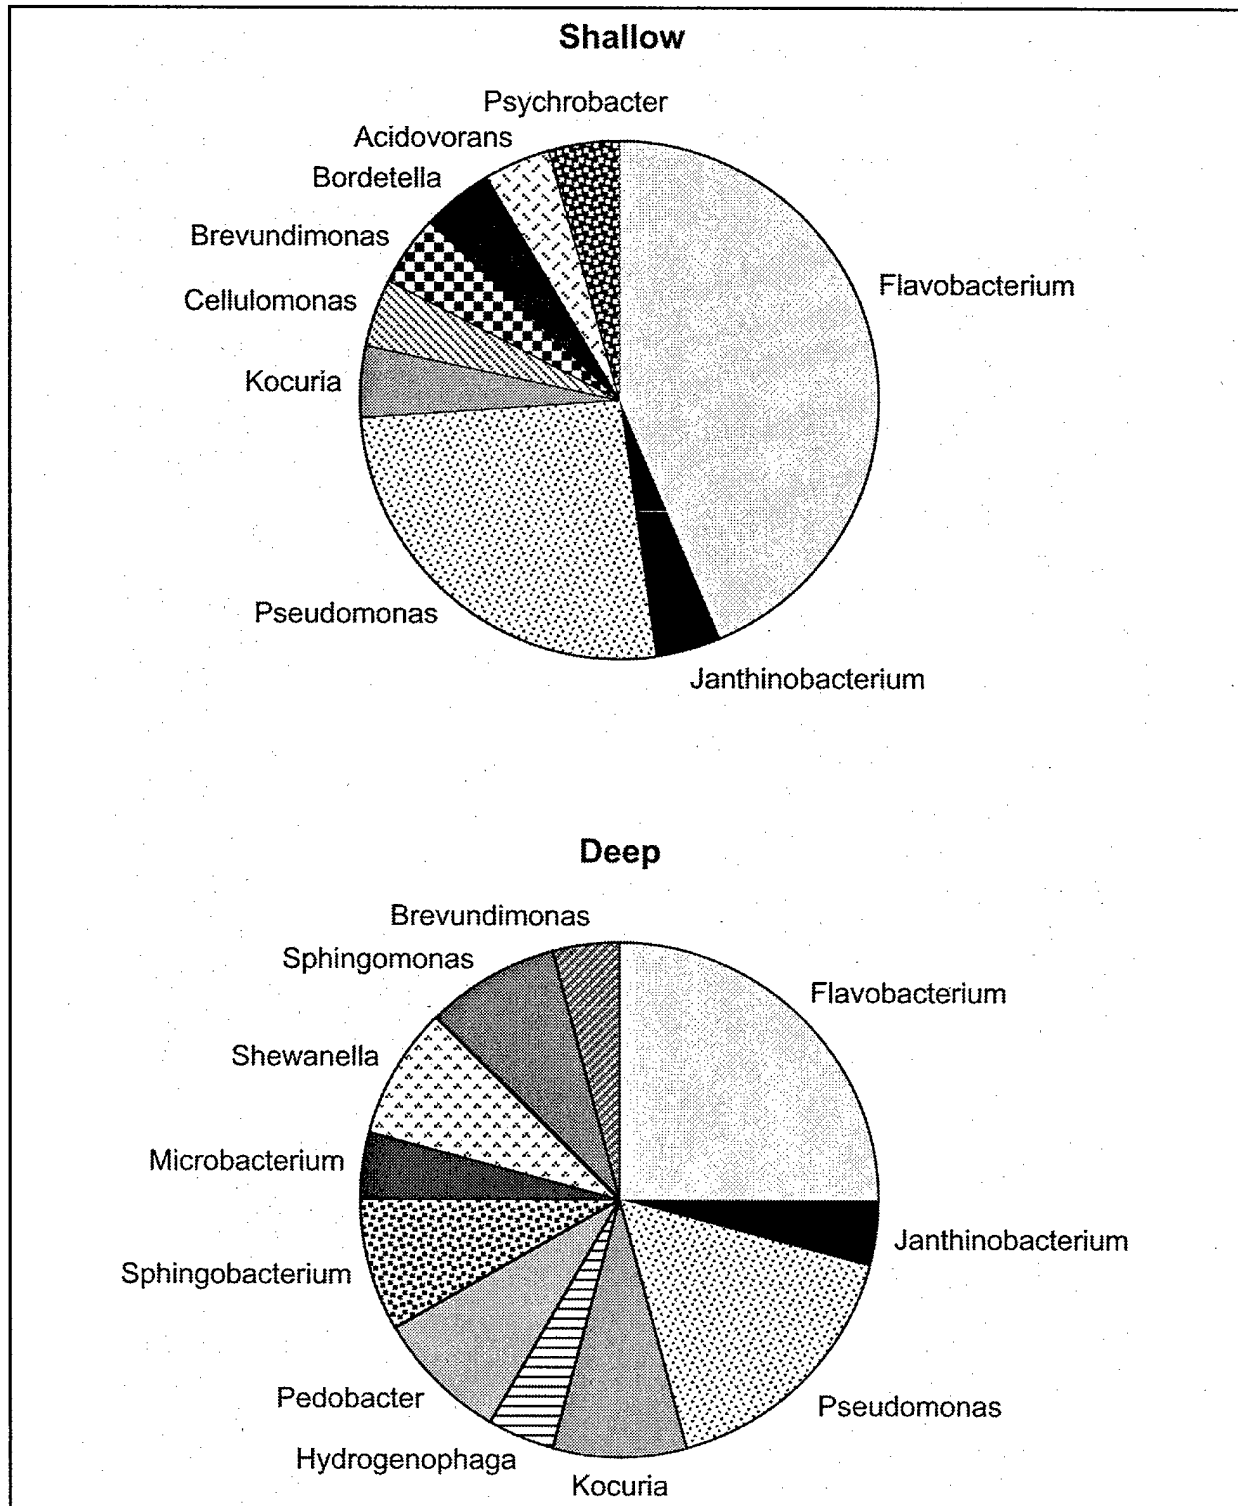 Shallow
Psychrobacter
Acidovorans
Bordetella
Brevundimonas
Cellulomonas
Kocuria
Flavobacterium
Pseudomonas
Janthinobacterium
Deep
Brevundimonas
Sphingomonas
Shewanella
Microbacterium
Sphingobacterium
Pedobacter
Hydrogenophaga
Kocuria
Flavobacterium
Janthinobacterium
Pseudomonas